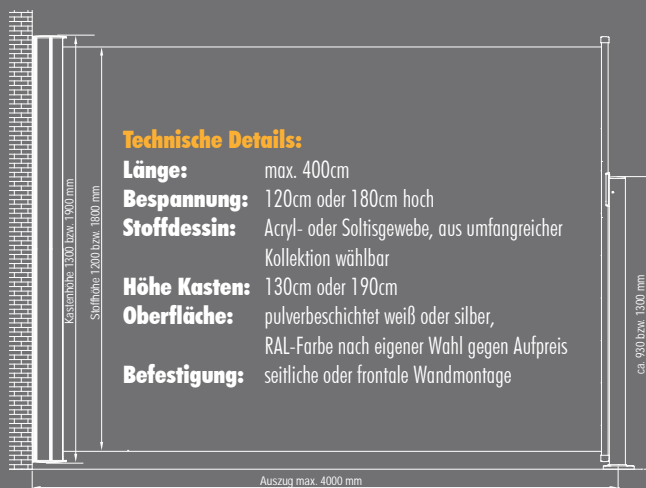 Technische Details:
Länge: max. 400cm
Bespannung: 120cm oder 180cm hoch
Stoffdessin: Acryl- oder Soltisgewebe, aus umfangreicher
Kollektion wählbar
Höhe Kasten: 130cm oder 190cm
Oberfläche: pulverbeschichtet weiß oder silber,
RAL-Farbe nach eigener Wahl gegen Aufpreis
Befestigung: seitliche oder frontale Wandmontage
Kastenhöhe 1300 bzw. 1900 mm
Stoffhöhe 1200 bzw. 1800 mm
ca. 930 bzw. 1300 mm
Auszug max. 4000 mm